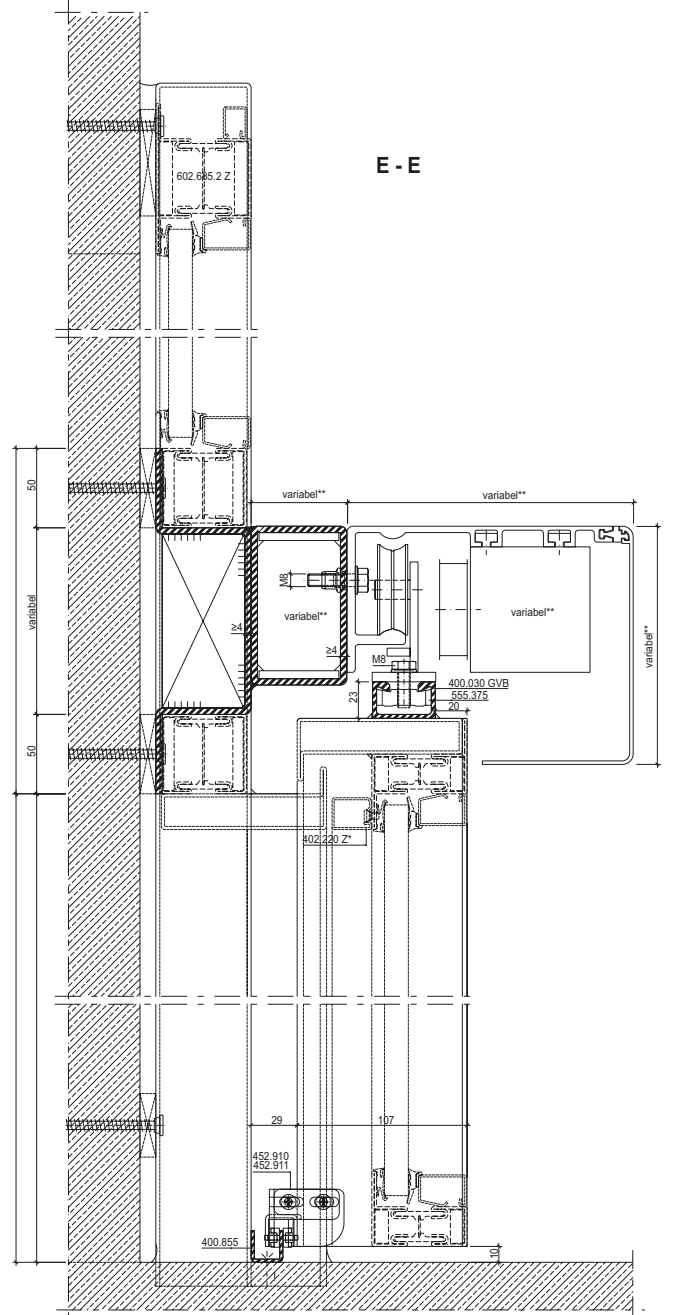 E - E
602.685.2 Z
50
variabel**
variabel**
variabel
M8
variabel**
variabel**
variabel**
≥4
≥4
M8
400.030 GVB
555.375
23
20
50
402.220 Z*
29
107
452.910
452.911
400.855
10